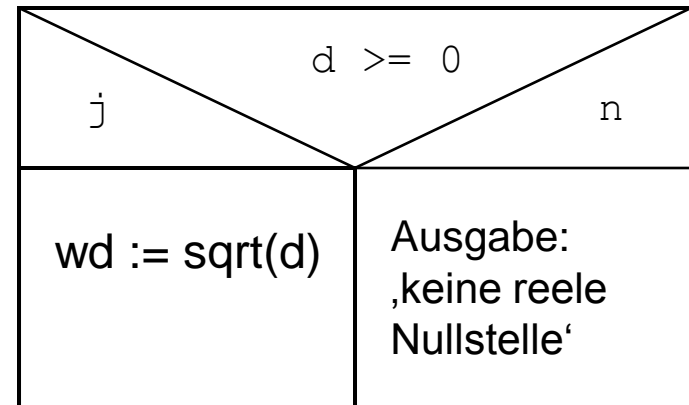 d >= 0
j
n
wd := sqrt(d)
Ausgabe:
‚keine reele
Nullstelle‘